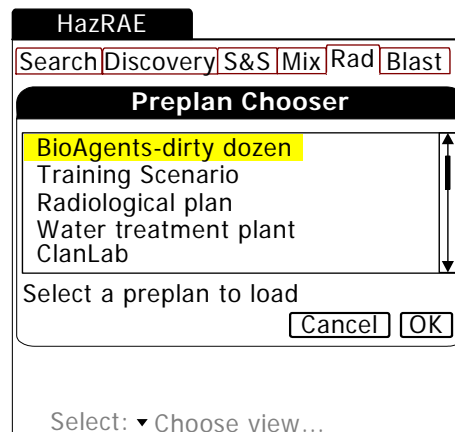 HazRAE
Search Discovery S&S Mix Rad Blast
Preplan Chooser
BioAgents-dirty dozen
Training Scenario
Radiological plan
Water treatment plant
ClanLab
Select a preplan to load
Cancel OK
Select: Choose view...